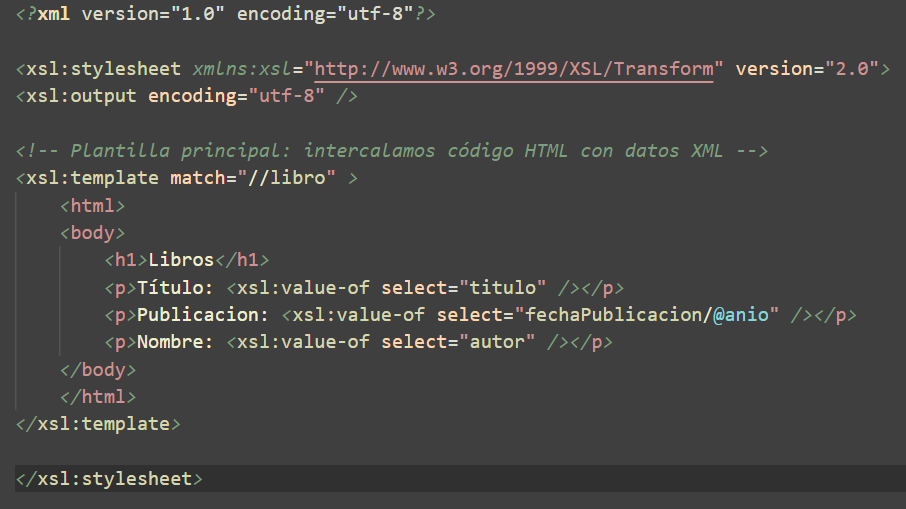 <?xml version="1.0" encoding="utf-8"?>
<xsl:stylesheet xmlns:xsl="http://www.w3.org/1999/XSL/Transform" version="2.0">
<xsl:output encoding="utf-8" />
<!-- Plantilla principal: intercalamos código HTML con datos XML -->
<xsl:template match="//libro" >
<html>
<body>
<h1>Libros</h1>
<p>Título: <xsl:value-of select="titulo" /></p>
<p>Publicacion: <xsl:value-of select="fechaPublicacion/@anio" /></p>
<p>Nombre: <xsl:value-of select="autor" /></p>
</body>
</html>
</xsl:template>
</xsl:stylesheet>